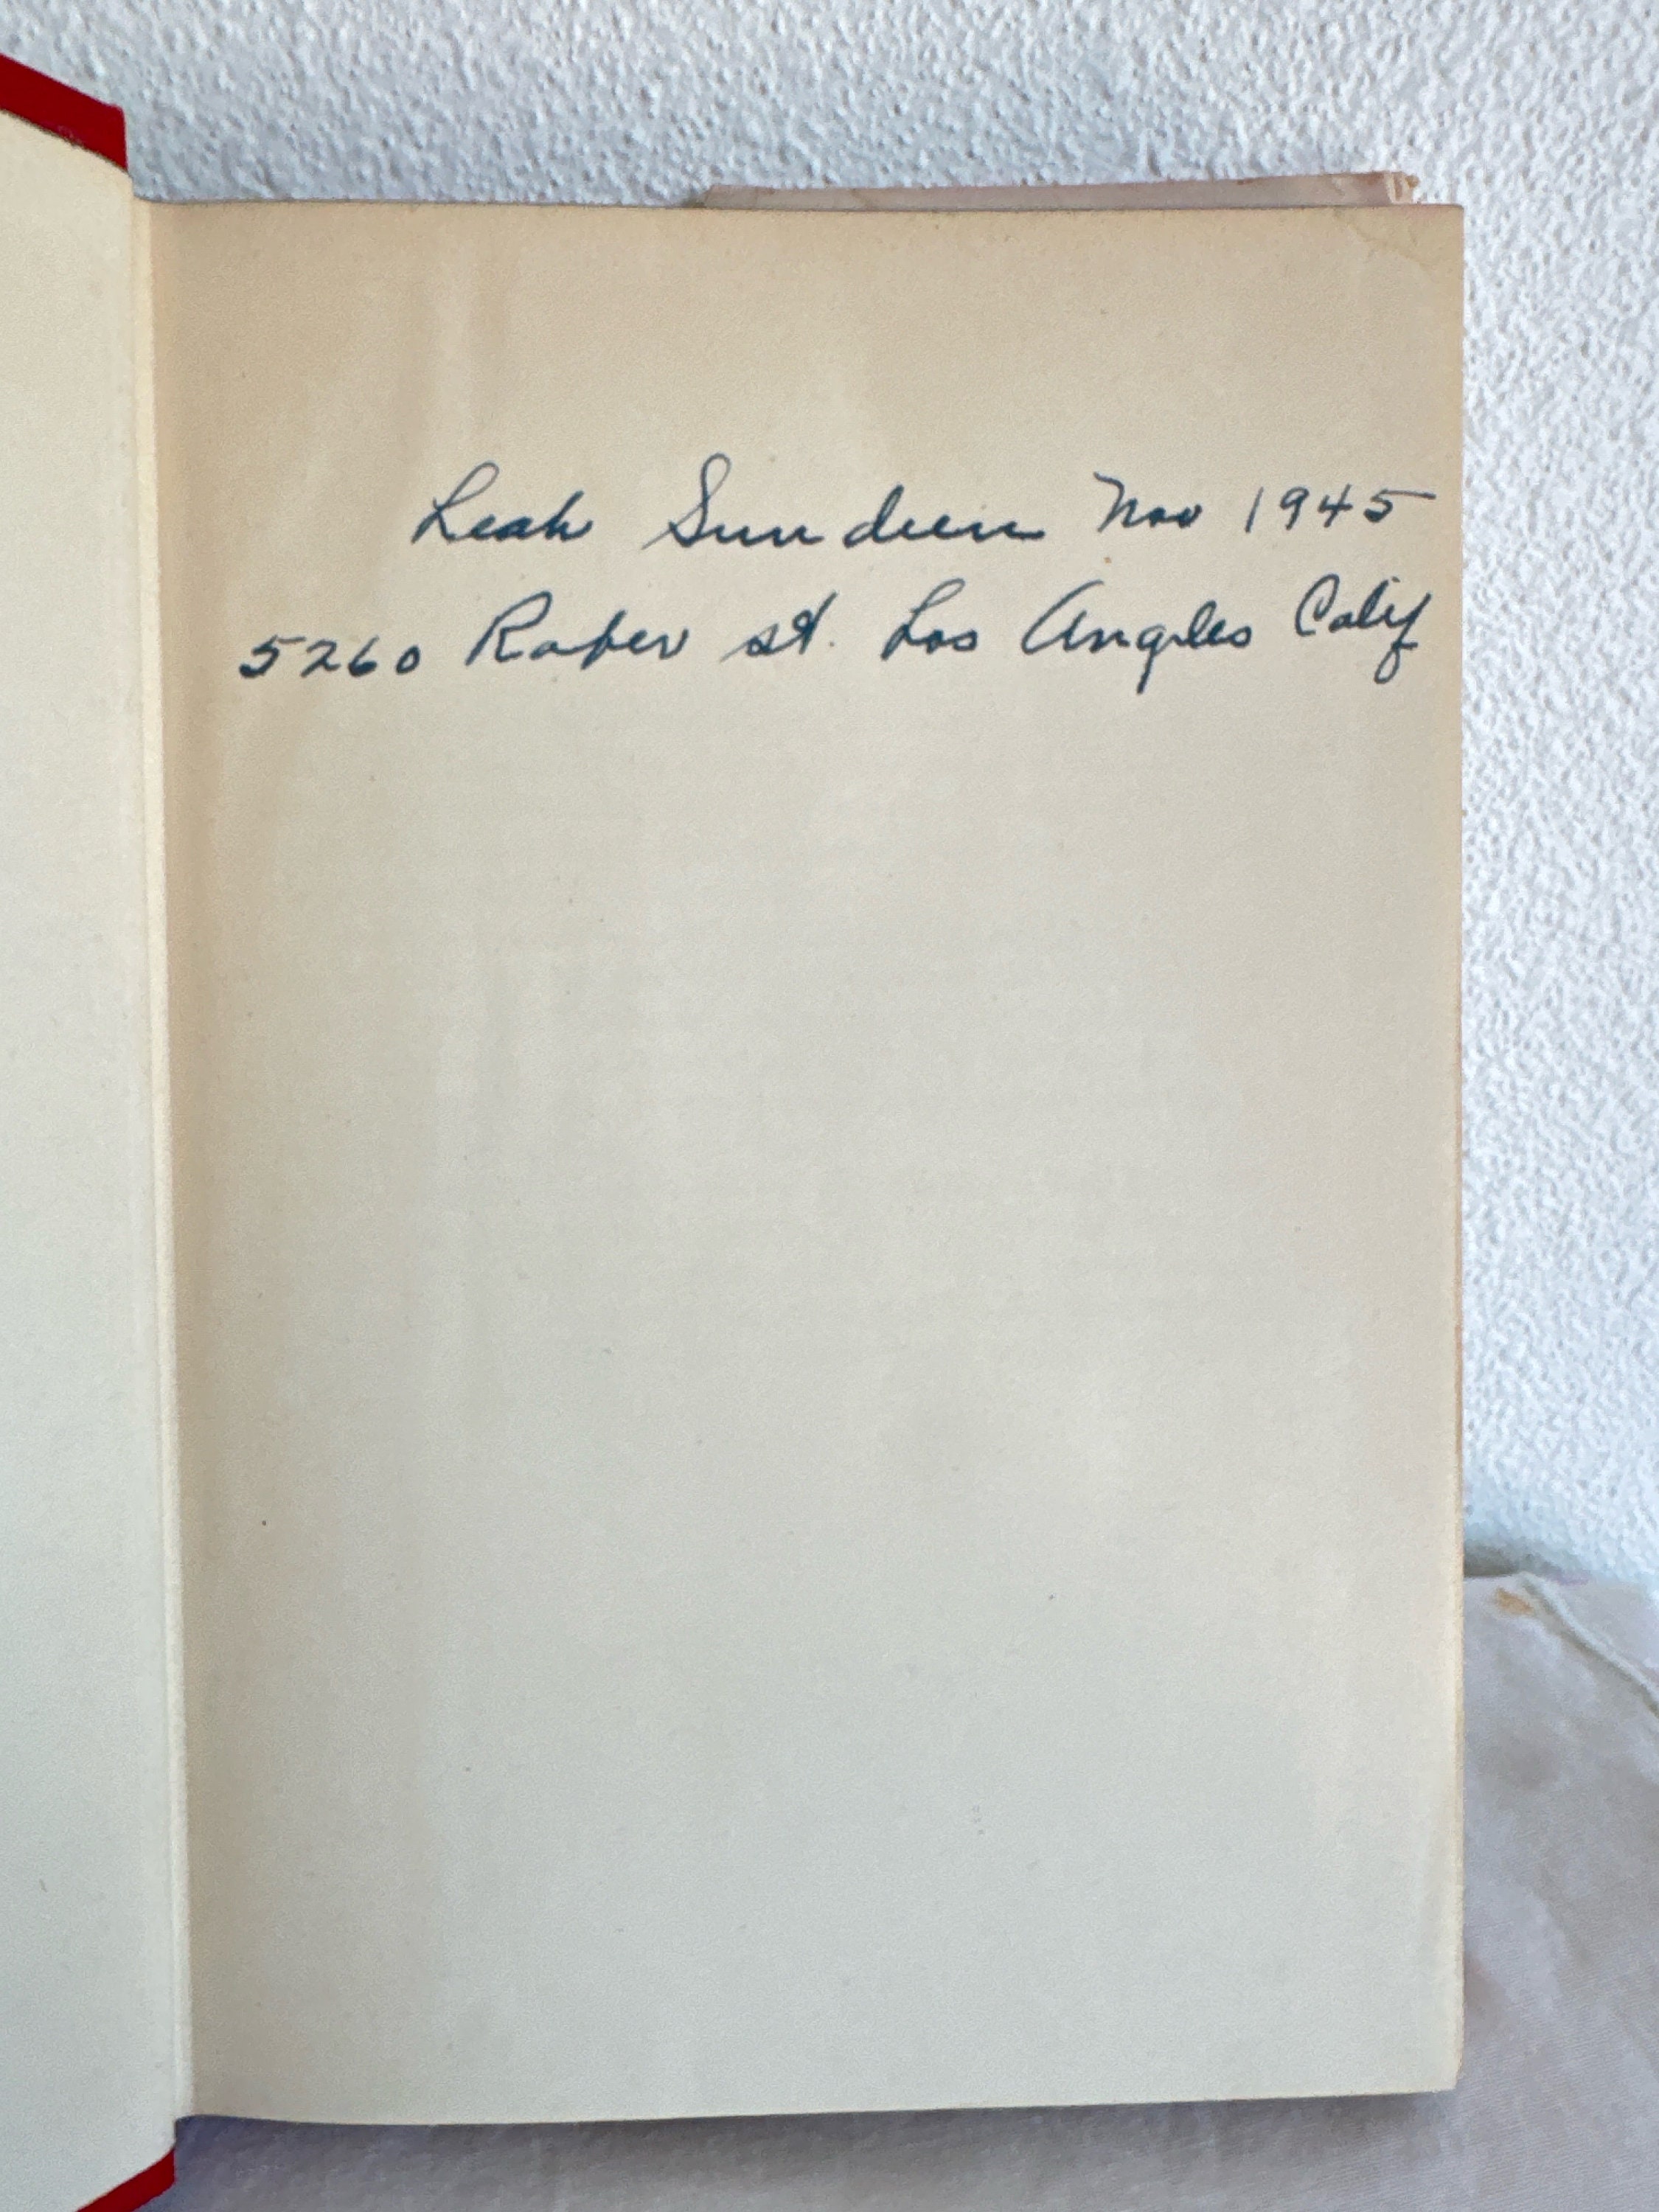 Leah Sundeen Nov 1945
5260 Raber st. Los Angeles Calif